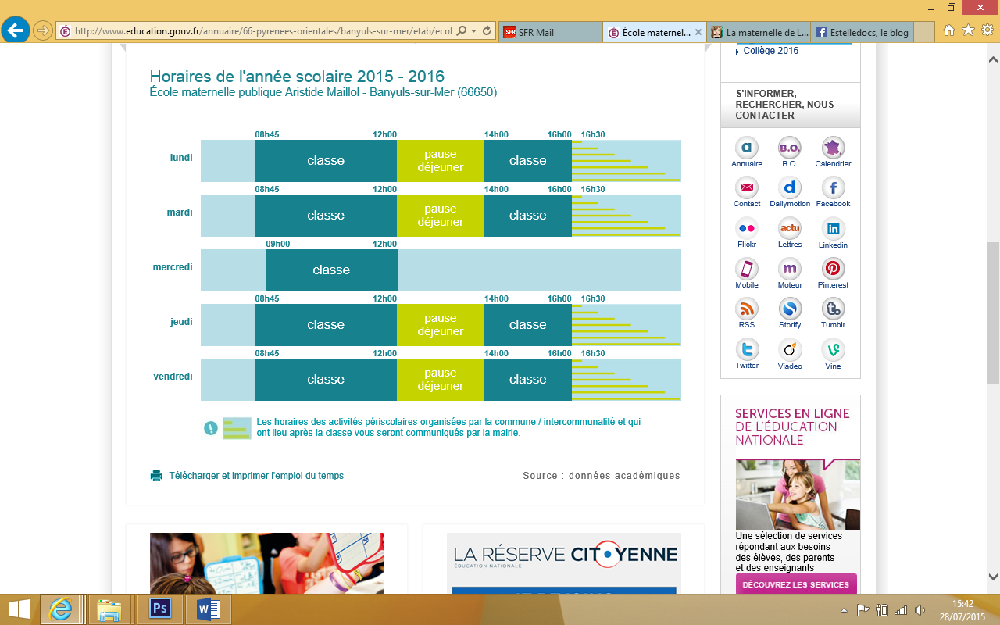 http://www.education.gouv.fr/annuaire/66-pyrenees-orientales/banyuls-sur-mer/etab/ecol
SFR SFR Mail
École maternel...
La maternelle de L...
Estelledocs, le blog
Horaires de l'année scolaire 2015 - 2016
École maternelle publique Aristide Maillol - Banyuls-sur-Mer (66650)
08h45 12h00 14h00 16h00 16h30
lundi classe pause déjeuner classe
08h45 12h00 14h00 16h00 16h30
mardi classe pause déjeuner classe
09h00 12h00
mercredi classe
08h45 12h00 14h00 16h00 16h30
jeudi classe pause déjeuner classe
08h45 12h00 14h00 16h00 16h30
vendredi classe pause déjeuner classe
Les horaires des activités périscolaires organisées par la commune / intercommunalité et qui
ont lieu après la classe vous seront communiqués par la mairie.
Télécharger et imprimer l'emploi du temps
Source : données académiques
LA RÉSERVE CITOYENNE
ÉDUCATION NATIONALE
Collège 2016
S'INFORMER,
RECHERCHER, NOUS
CONTACTER
a B.O.
Annuaire B.O. Calendrier
Contact Dailymotion Facebook
actu in
Flickr Lettres Linkedin
m
Mobile Moteur Pinterest
RSS Storify Tumblr
Twitter Viadeo Vine
SERVICES EN LIGNE
DE L'ÉDUCATION
NATIONALE
Une sélection de services
répondant aux besoins
des élèves, des parents
et des enseignants
DÉCOUVREZ LES SERVICES
Ps
15:42
28/07/2015